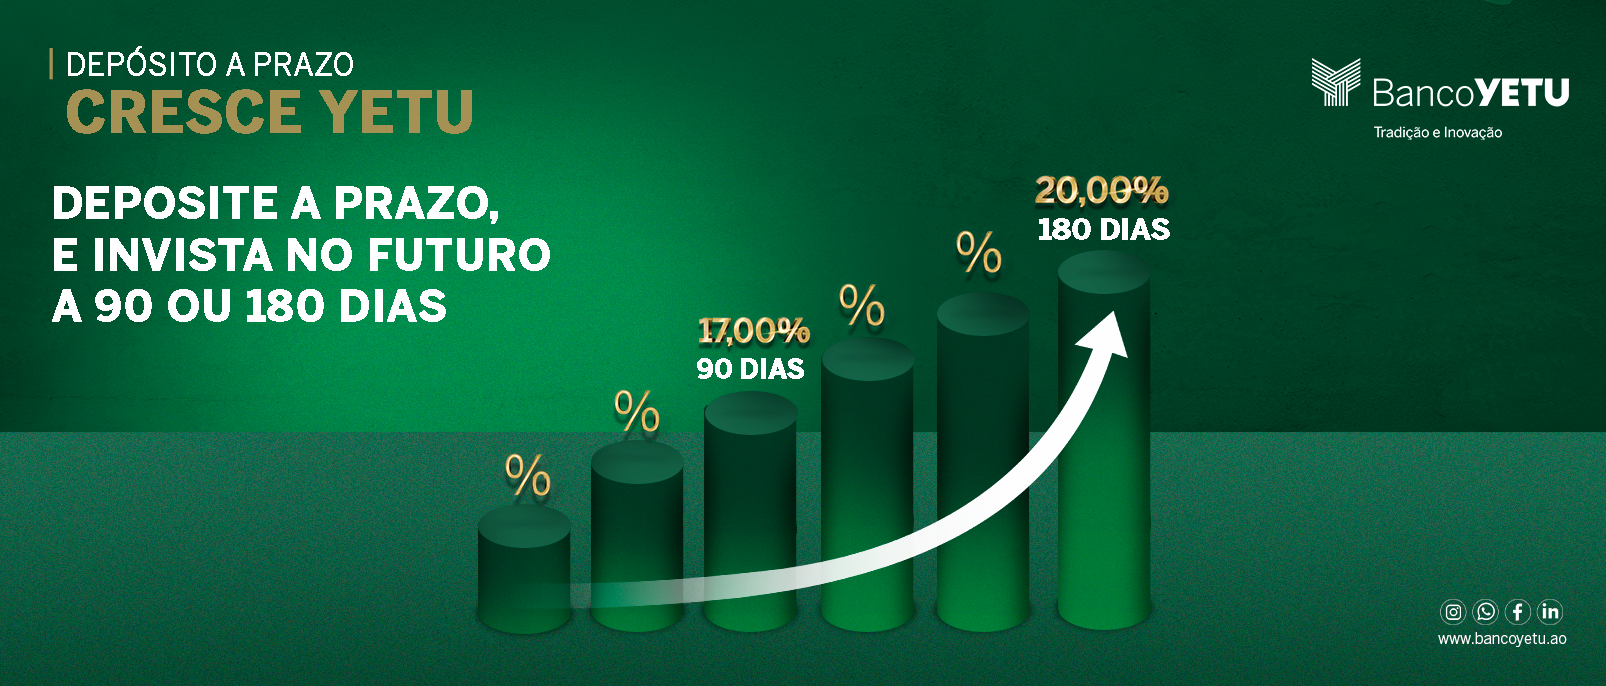 DEPÓSITO A PRAZO
CRESCE YETU
DEPOSITE A PRAZO,
E INVISTA NO FUTURO
A 90 OU 180 DIAS
BancoYETU
Tradição e Inovação
%
%
17,00%
90 DIAS
%
%
20,00%
180 DIAS
www.bancoyetu.ao